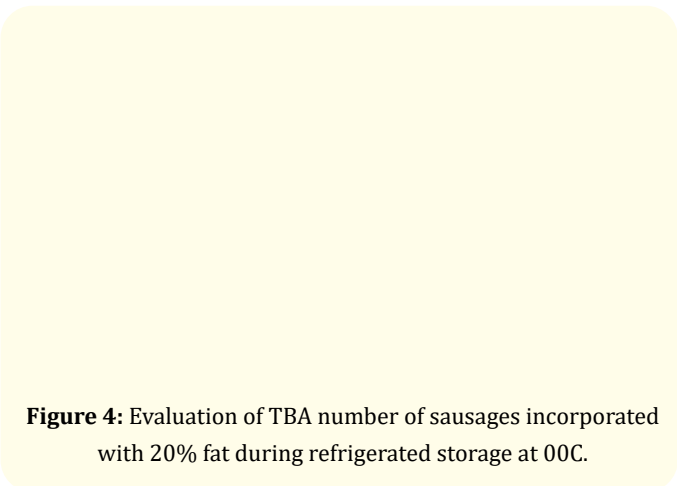 Figure 4: Evaluation of TBA number of sausages incorporated
with 20% fat during refrigerated storage at 00C.